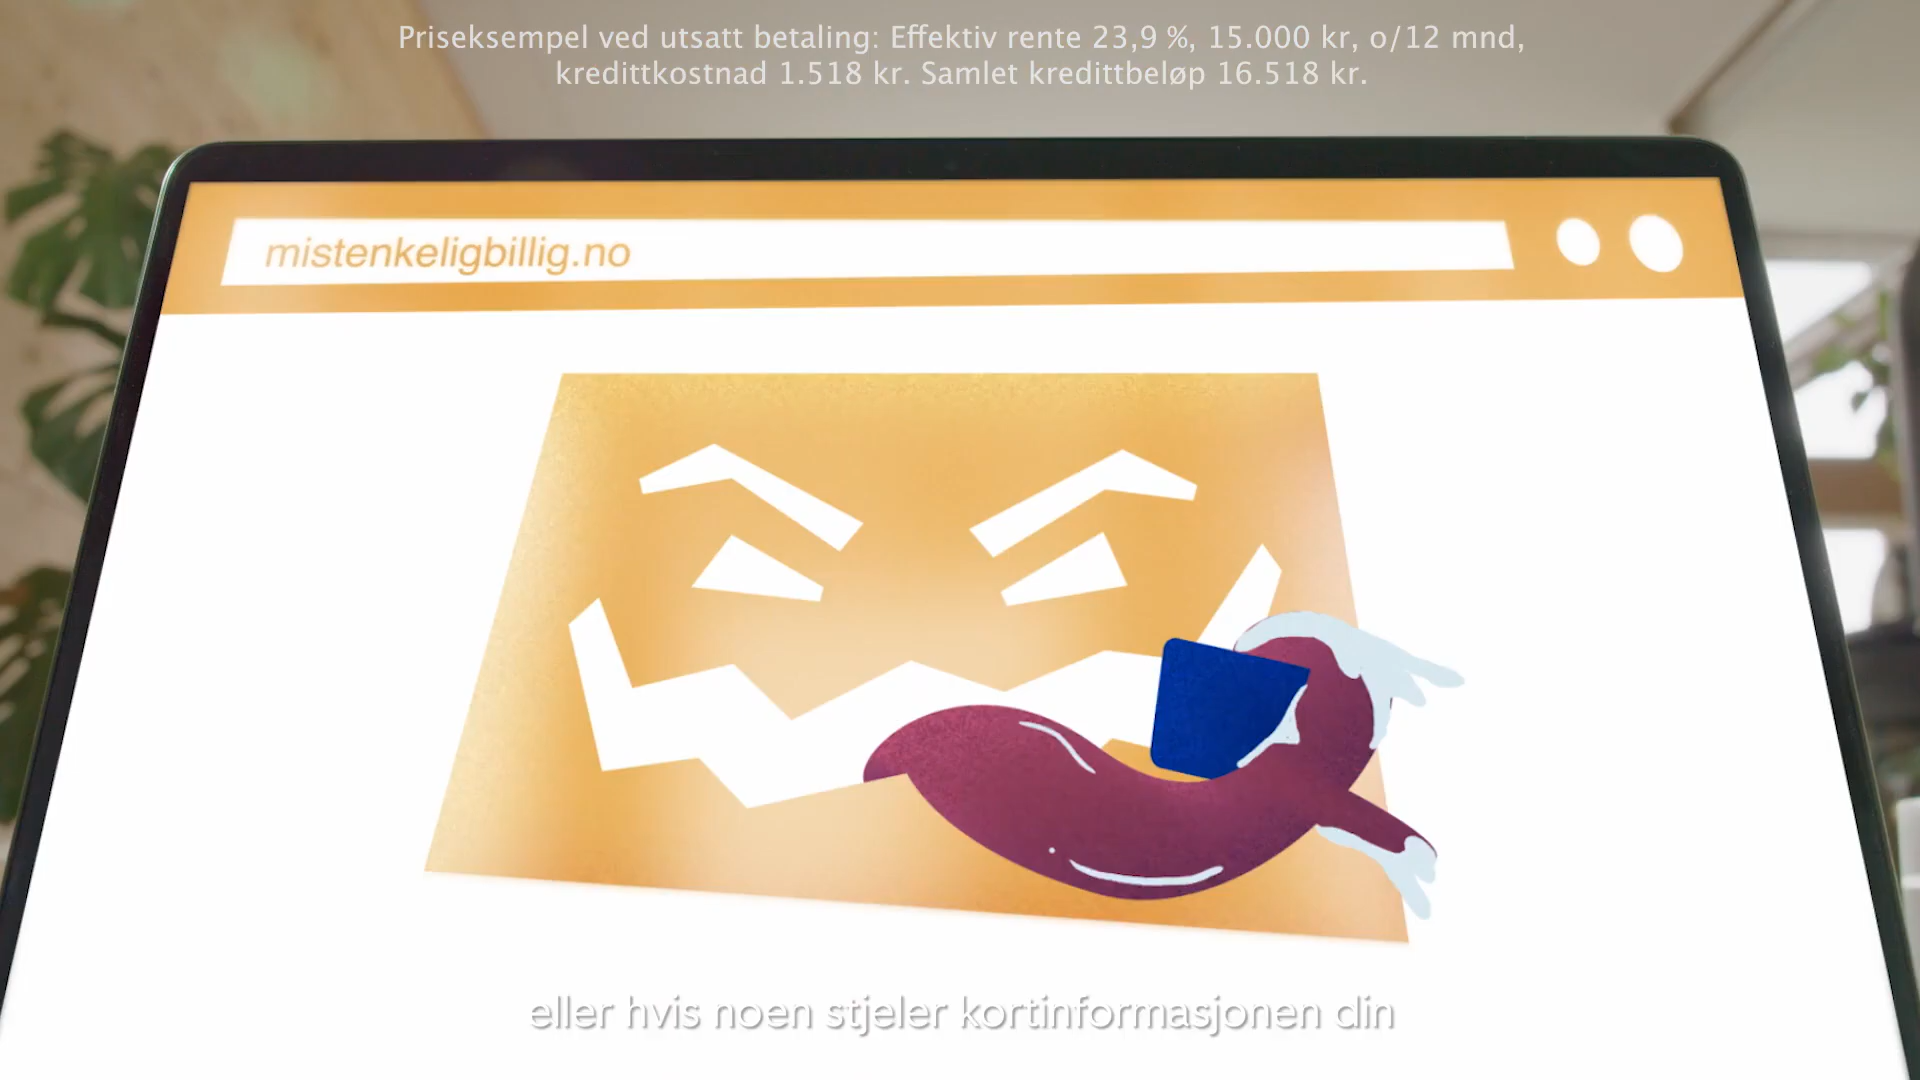 Priseksempel ved utsatt betaling: Effektiv rente 23,9 %, 15.000 kr, o/12 mnd,
kredittkostnad 1.518 kr. Samlet kredittbeløp 16.518 kr.
mistenkeligbillig.no
eller hvis noen stjeler kortinformasjonen din